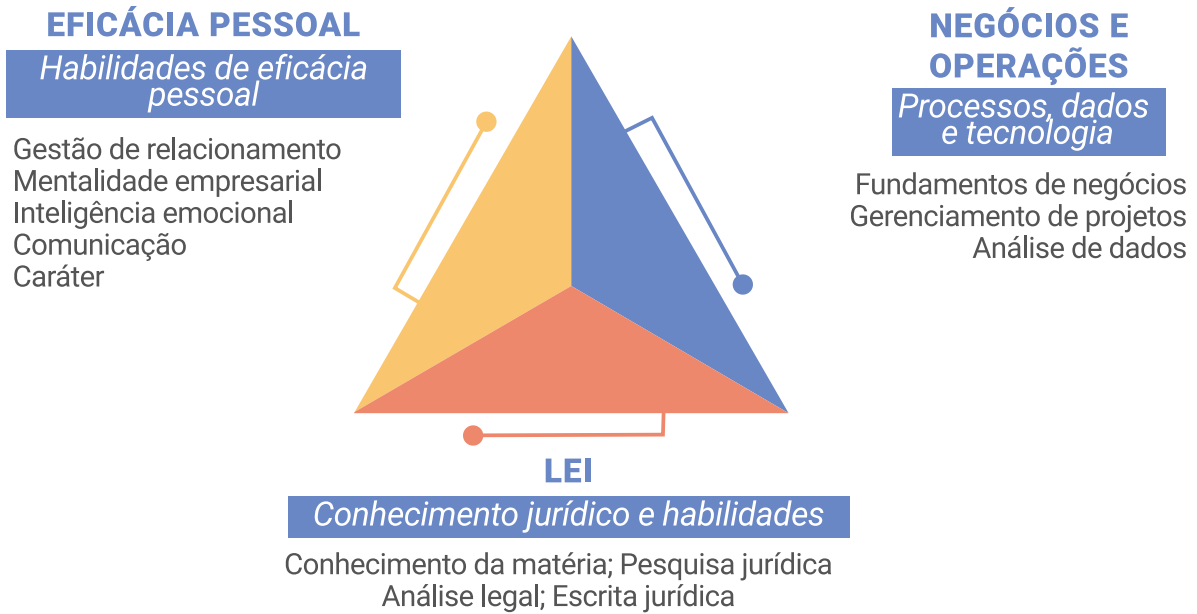 EFICÁCIA PESSOAL
Habilidades de eficácia
pessoal
Gestão de relacionamento
Mentalidade empresarial
Inteligência emocional
Comunicação
Caráter
NEGÓCIOS E
OPERAÇÕES
Processos, dados
e tecnologia
Fundamentos de negócios
Gerenciamento de projetos
Análise de dados
LEI
Conhecimento jurídico e habilidades
Conhecimento da matéria; Pesquisa jurídica
Análise legal; Escrita jurídica